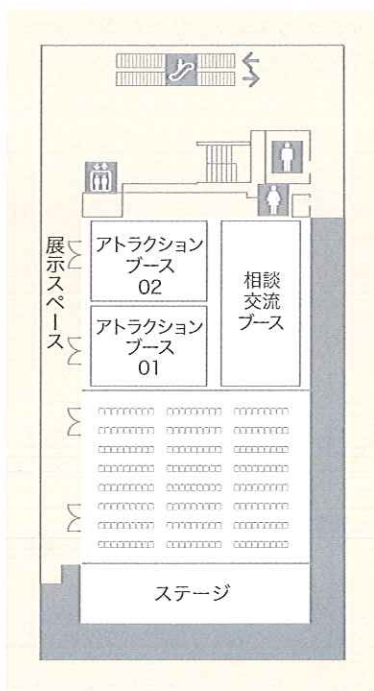 展示スペース
アトラクション
ブース
02
アトラクション
ブース
01
相談
交流
ブース
ステージ